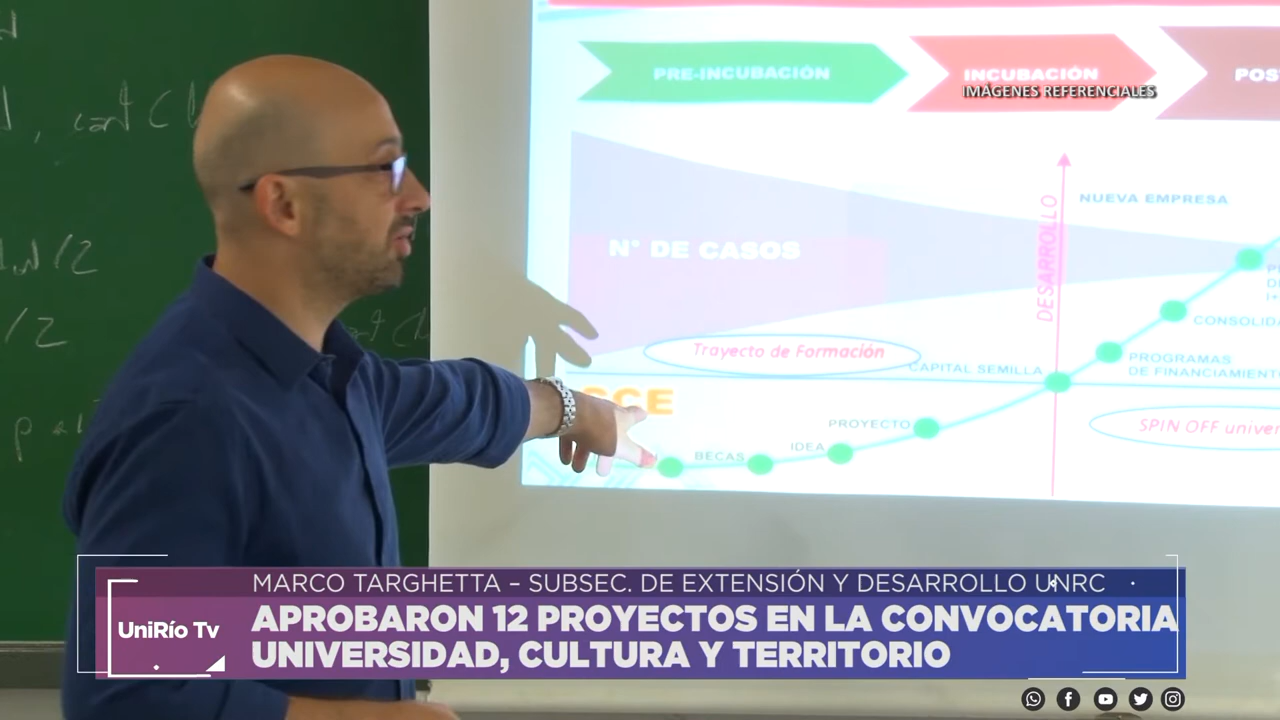 PRE-INCUBACIÓN
INCUBACIÓN
POS
IMÁGENES REFERENCIALES
NUEVA EMPRESA
N° DE CASOS
DESARROLLO
CONSOLIDA
Trayecto de Formación
CAPITAL SEMILLA
PROGRAMAS
DE FINANCIAMIENTO
CE
PROYECTO
SPIN OFF univer
IDEA
BECAS
MARCO TARGHETTA – SUBSEC. DE EXTENSIÓN Y DESARROLLO UNRC
UniRío Tv
APROBARON 12 PROYECTOS EN LA CONVOCATORIA
UNIVERSIDAD, CULTURA Y TERRITORIO